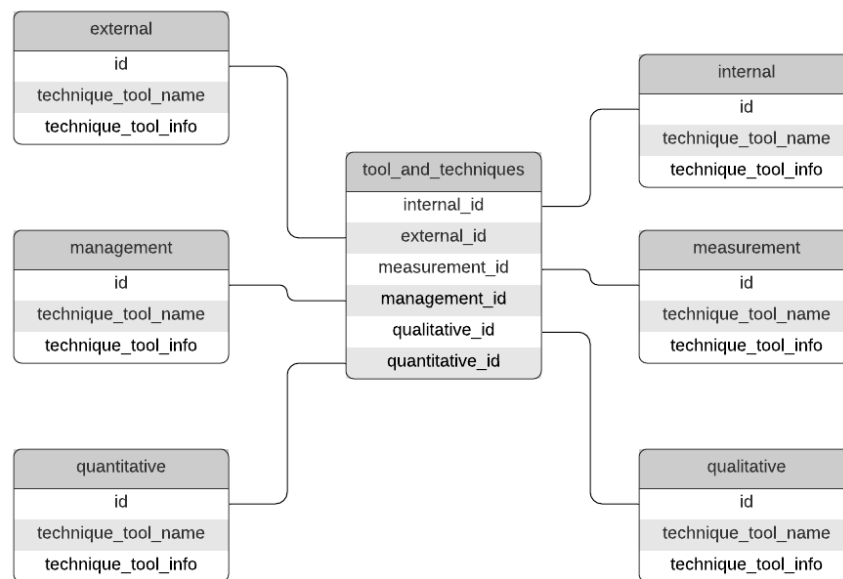 external
id
technique_tool_name
technique_tool_info
internal
id
technique_tool_name
technique_tool_info
tool_and_techniques
internal_id
external_id
measurement_id
management_id
qualitative_id
quantitative_id
management
id
technique_tool_name
technique_tool_info
measurement
id
technique_tool_name
technique_tool_info
quantitative
id
technique_tool_name
technique_tool_info
qualitative
id
technique_tool_name
technique_tool_info